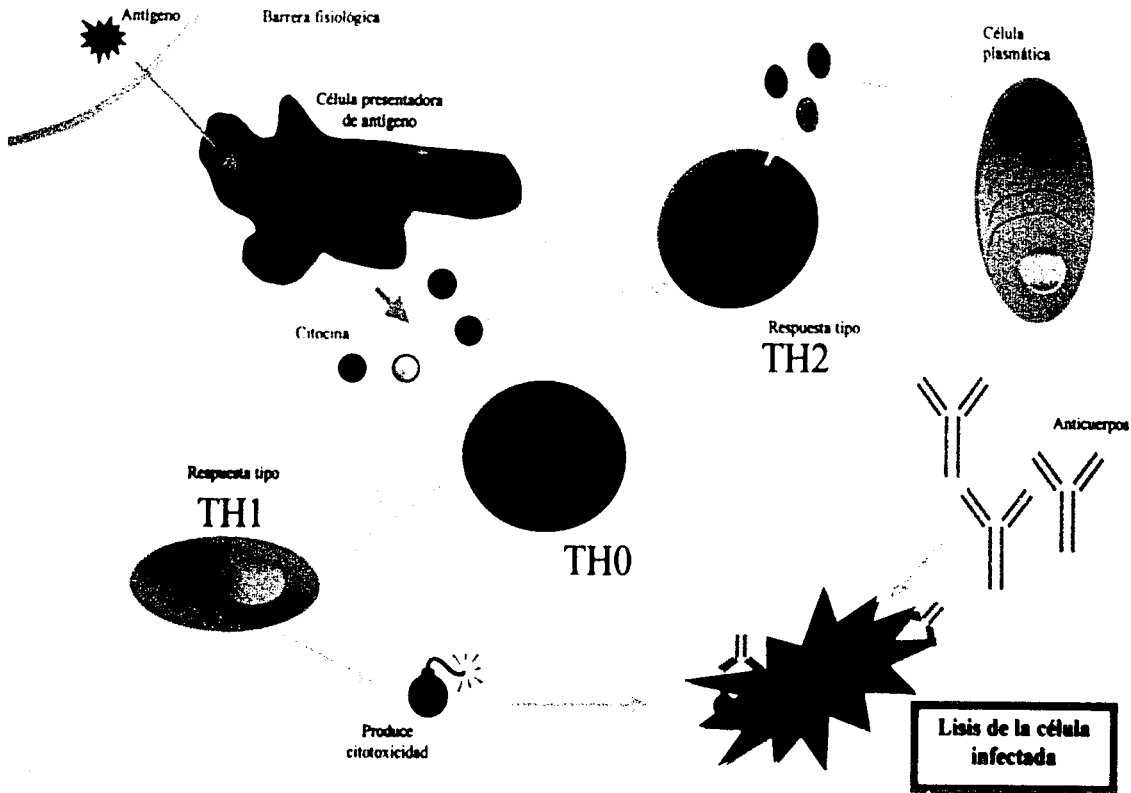 Antígeno
Barrera fisiológica
Célula
plasmática
Célula presentadora
de antígeno
Citocina
Respuesta tipo
TH2
Anticuerpos
Respuesta tipo
TH1
TH0
Produce
citotoxicidad
Lisis de la célula
infectada